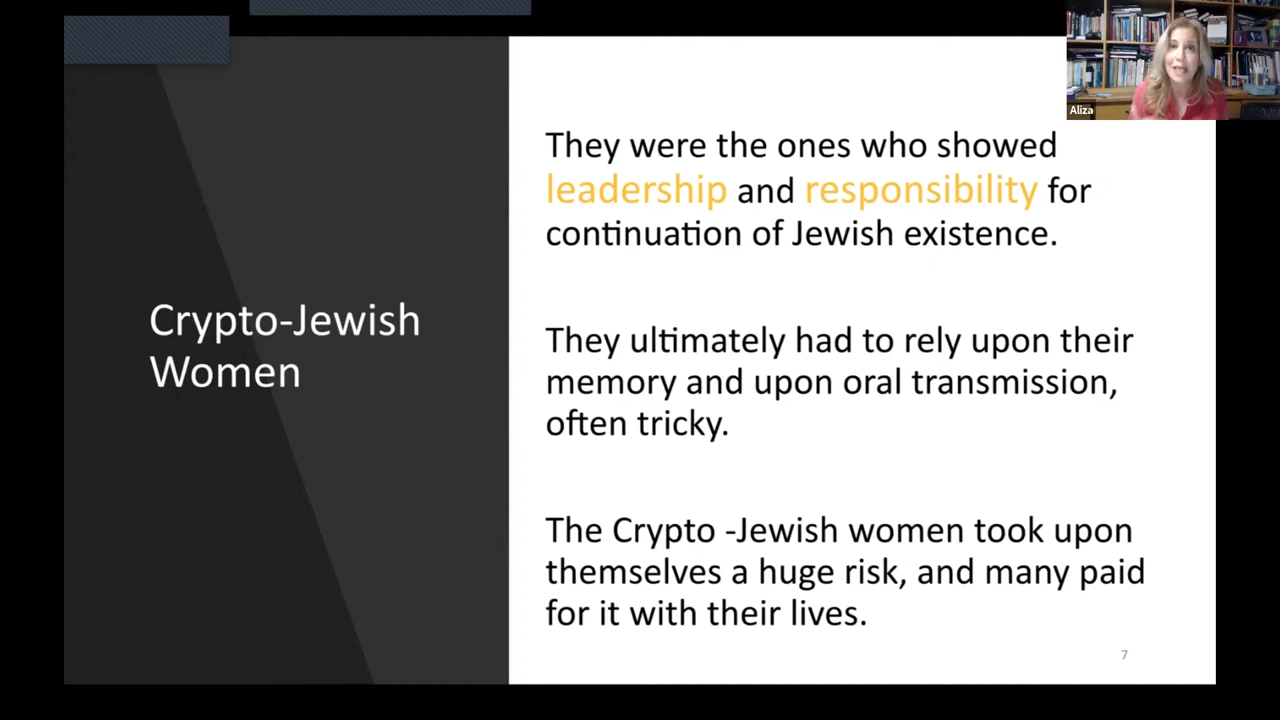 Aliza
Crypto-Jewish
Women
They were the ones who showed
leadership and responsibility for
continuation of Jewish existence.
They ultimately had to rely upon their
memory and upon oral transmission,
often tricky.
The Crypto -Jewish women took upon
themselves a huge risk, and many paid
for it with their lives.
7